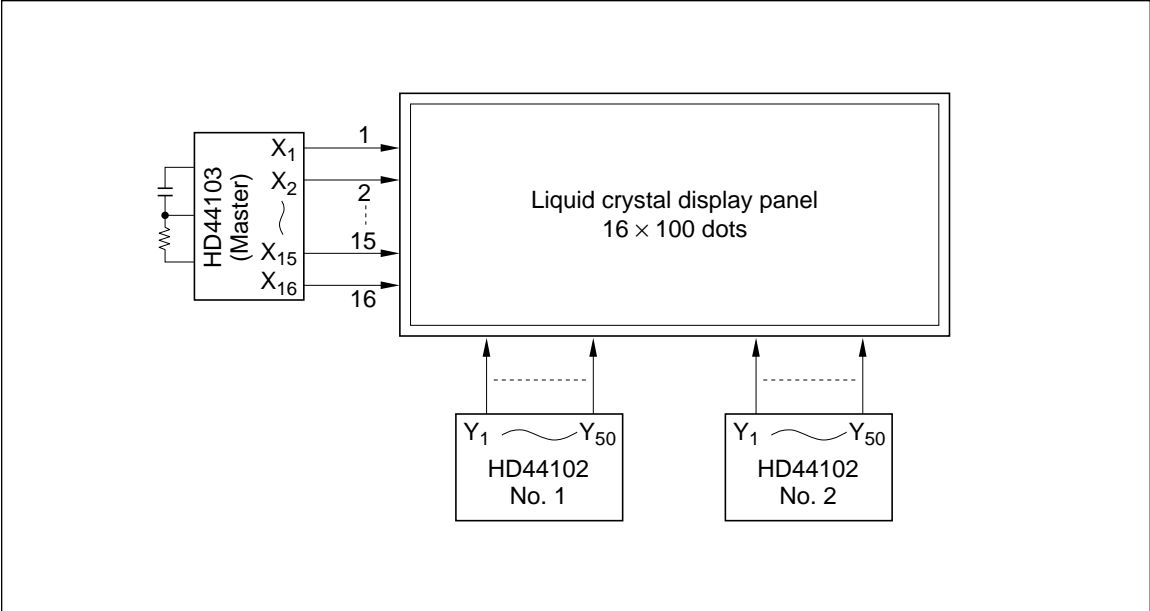 HD44103
(Master)
X1
X2
X15
X16
1
2
15
16
Liquid crystal display panel
16 × 100 dots
Y1 Y50
HD44102
No. 1
Y1 Y50
HD44102
No. 2